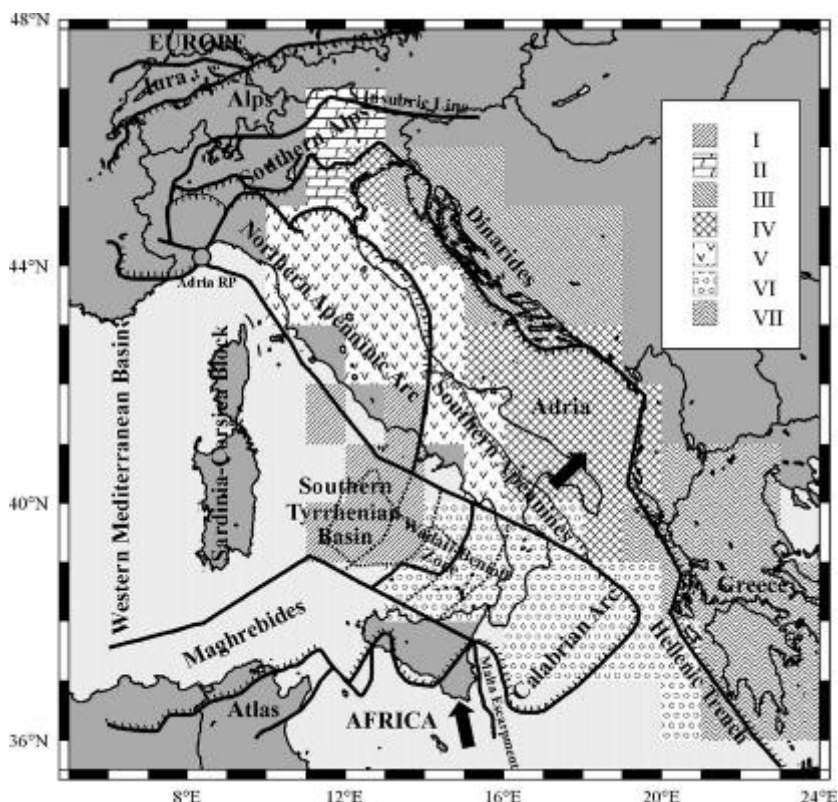 48°N
44°N
40°N
36°N
8°E
12°E
16°E
20°E
24°E
EUROPE
Jura
Alps
Insubric Line
Southern Alps
I
II
III
IV
V
VI
VII
Dinarides
Northern Apenninic Arc
Adria RP
Western Mediterranean Basin
Sardinia-Corsica Block
Adria
Southern Apennines
Southern
Tyrrhenian
Basin
Zone
Greece
Calabrian Arc
Hellenic Trench
Maghrebides
Atlas
AFRICA
Malta Escarpment